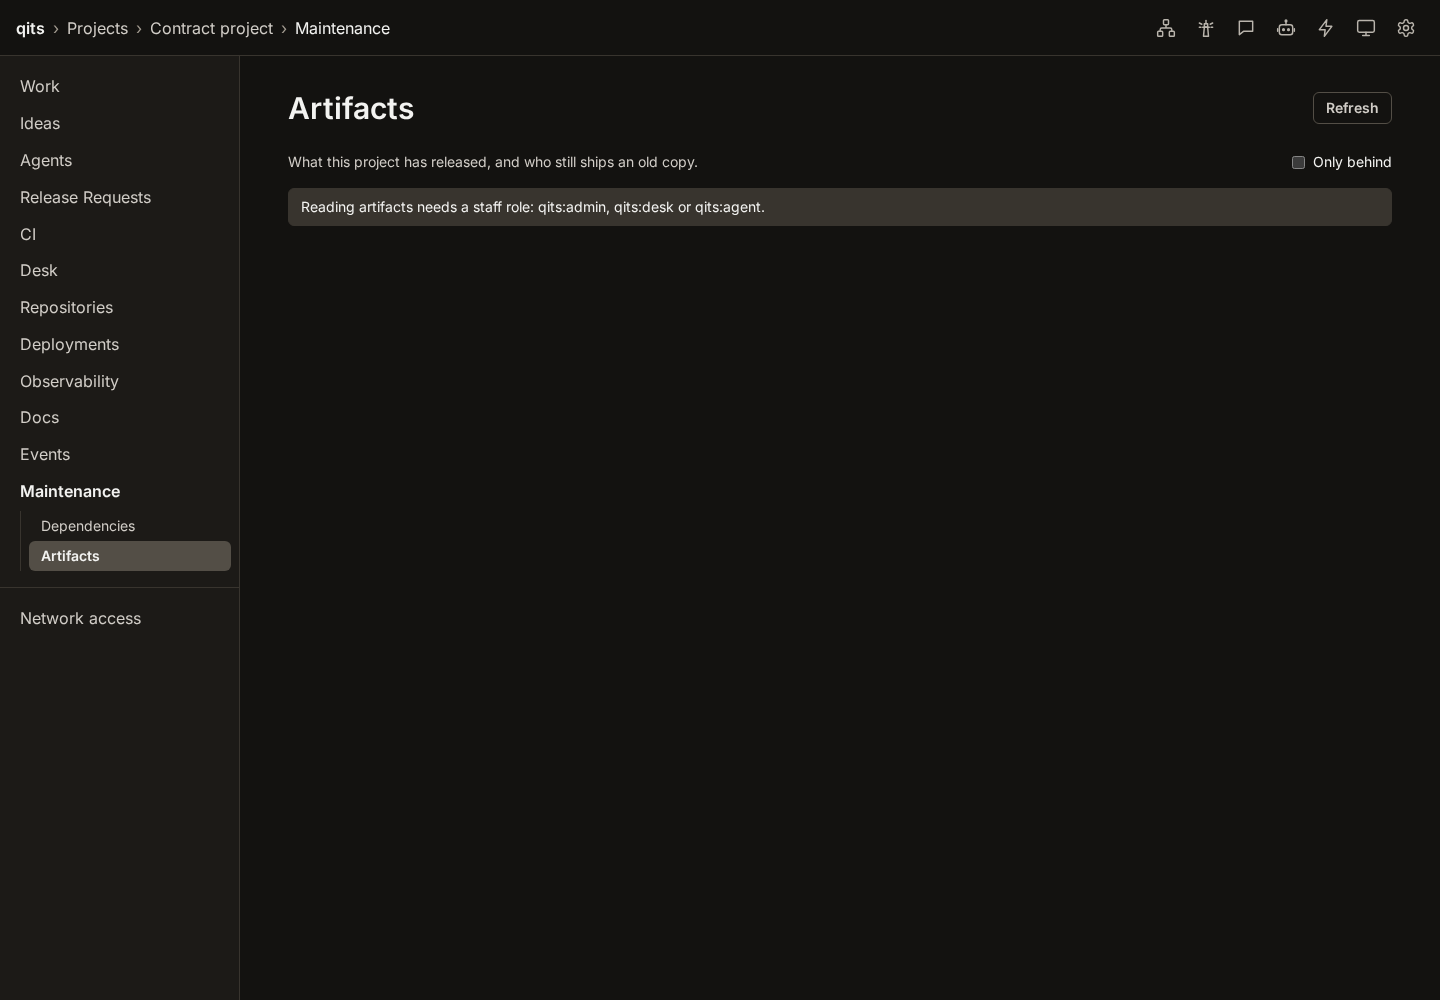 qits › Projects › Contract project › Maintenance
Work
Ideas
Agents
Release Requests
CI
Desk
Repositories
Deployments
Observability
Docs
Events
Maintenance
Dependencies
Artifacts
Network access
Artifacts
Refresh
What this project has released, and who still ships an old copy.
Only behind
Reading artifacts needs a staff role: qits:admin, qits:desk or qits:agent.